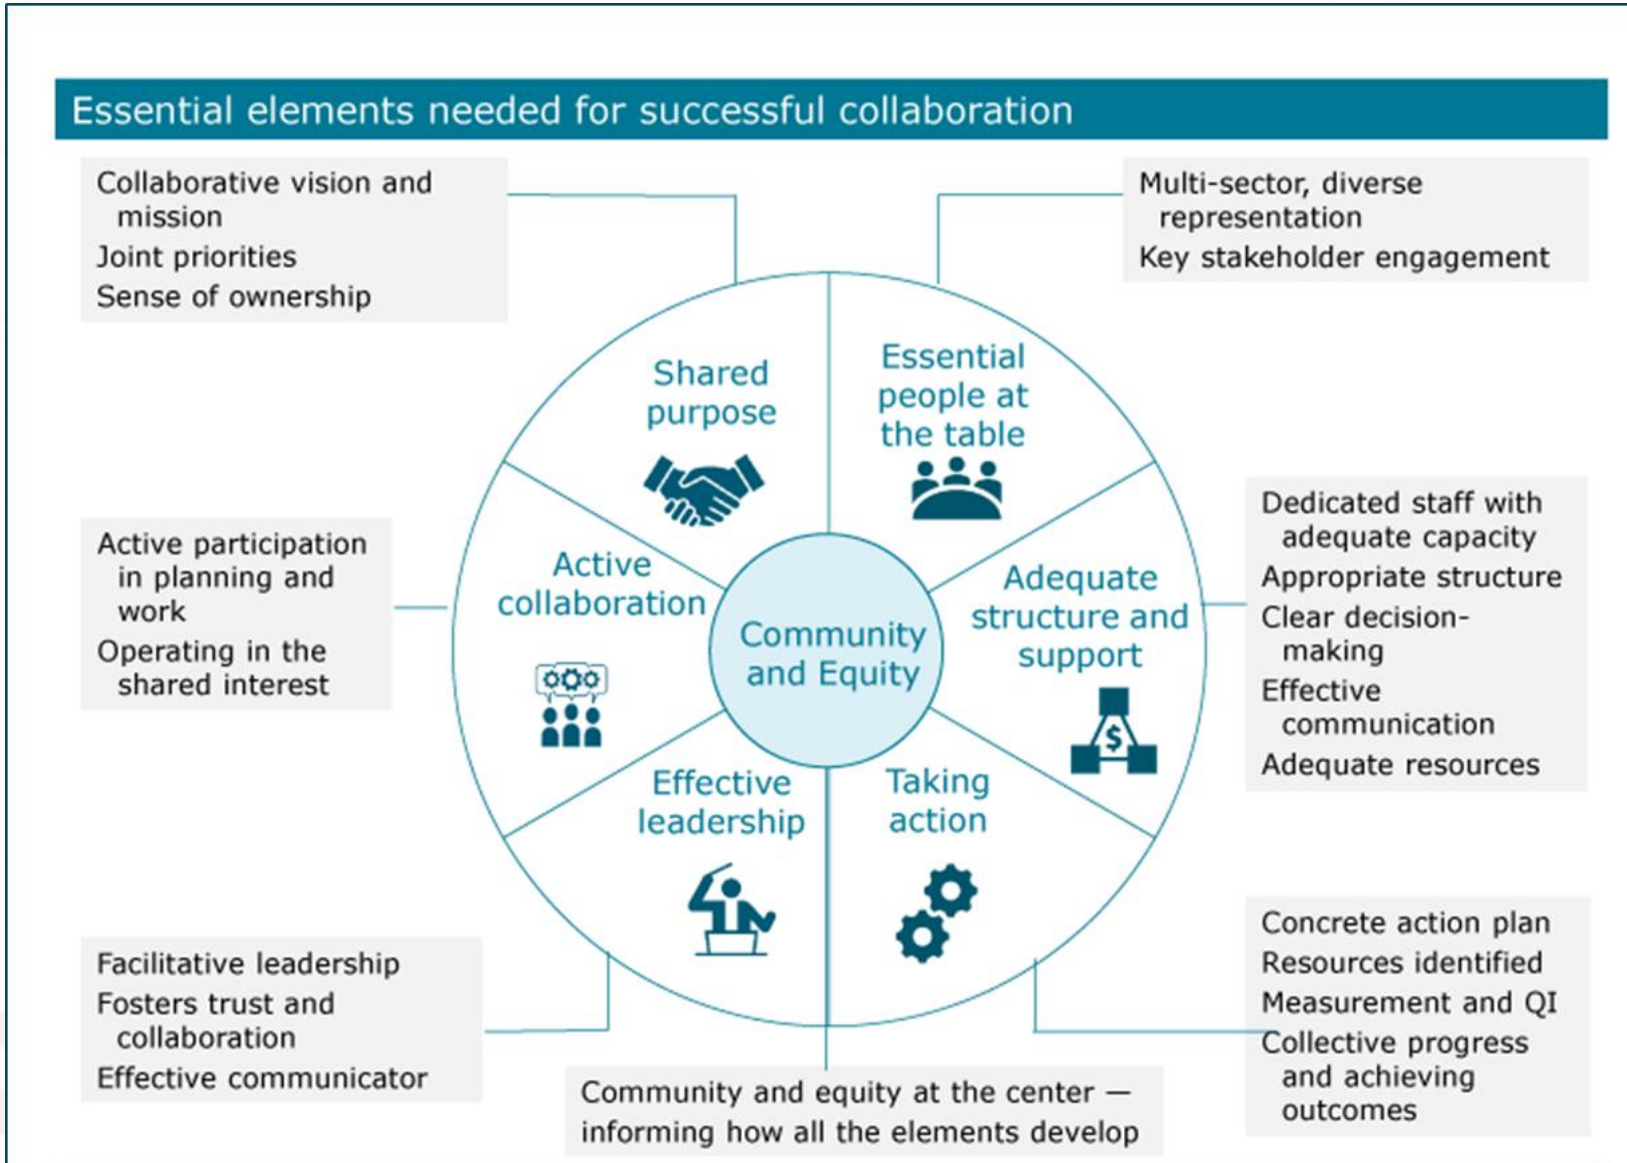 Essential elements needed for successful collaboration
Collaborative vision and
mission
Joint priorities
Sense of ownership
Multi-sector, diverse
representation
Key stakeholder engagement
Shared
purpose
Essential
people at
the table
Active participation
in planning and
work
Operating in the
shared interest
Active
collaboration
Community
and Equity
Adequate
structure and
support
$
Dedicated staff with
adequate capacity
Appropriate structure
Clear decision-
making
Effective
communication
Adequate resources
Effective
leadership
Taking
action
Facilitative leadership
Fosters trust and
collaboration
Effective communicator
Concrete action plan
Resources identified
Measurement and QI
Collective progress
and achieving
outcomes
Community and equity at the center —
informing how all the elements develop